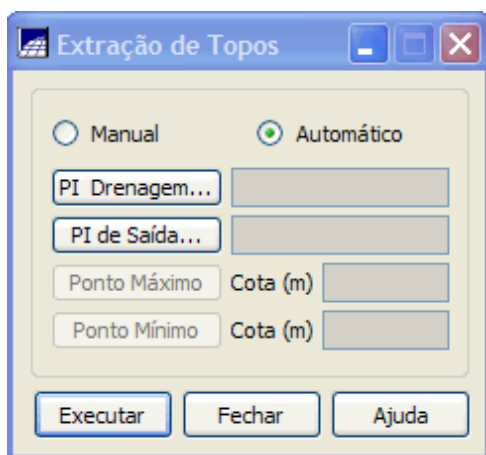 Extração de Topos
Manual Automático
PI Drenagem...
PI de Saída...
Ponto Máximo Cota (m)
Ponto Mínimo Cota (m)
Executar Fechar Ajuda